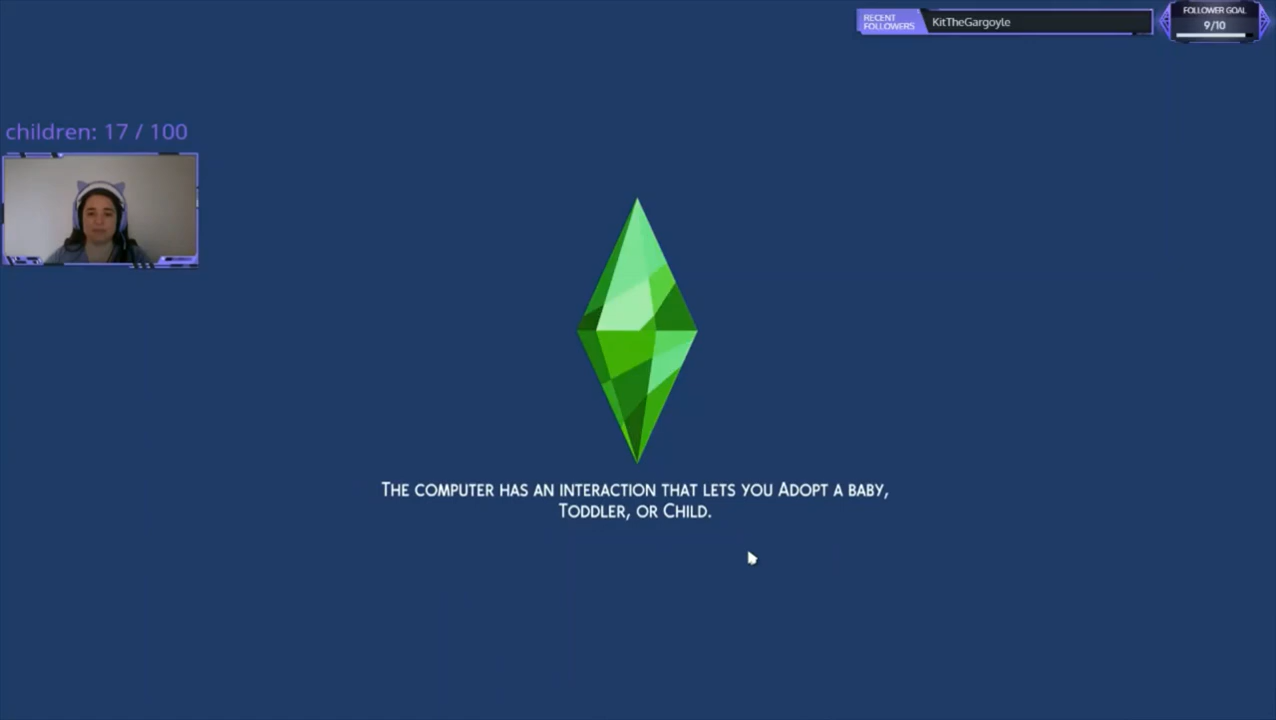 RECENT
FOLLOWERS
KitTheGargoyle
FOLLOWER GOAL
9/10
children: 17 / 100
THE COMPUTER HAS AN INTERACTION THAT LETS YOU ADOPT A BABY,
TODDLER, OR CHILD.